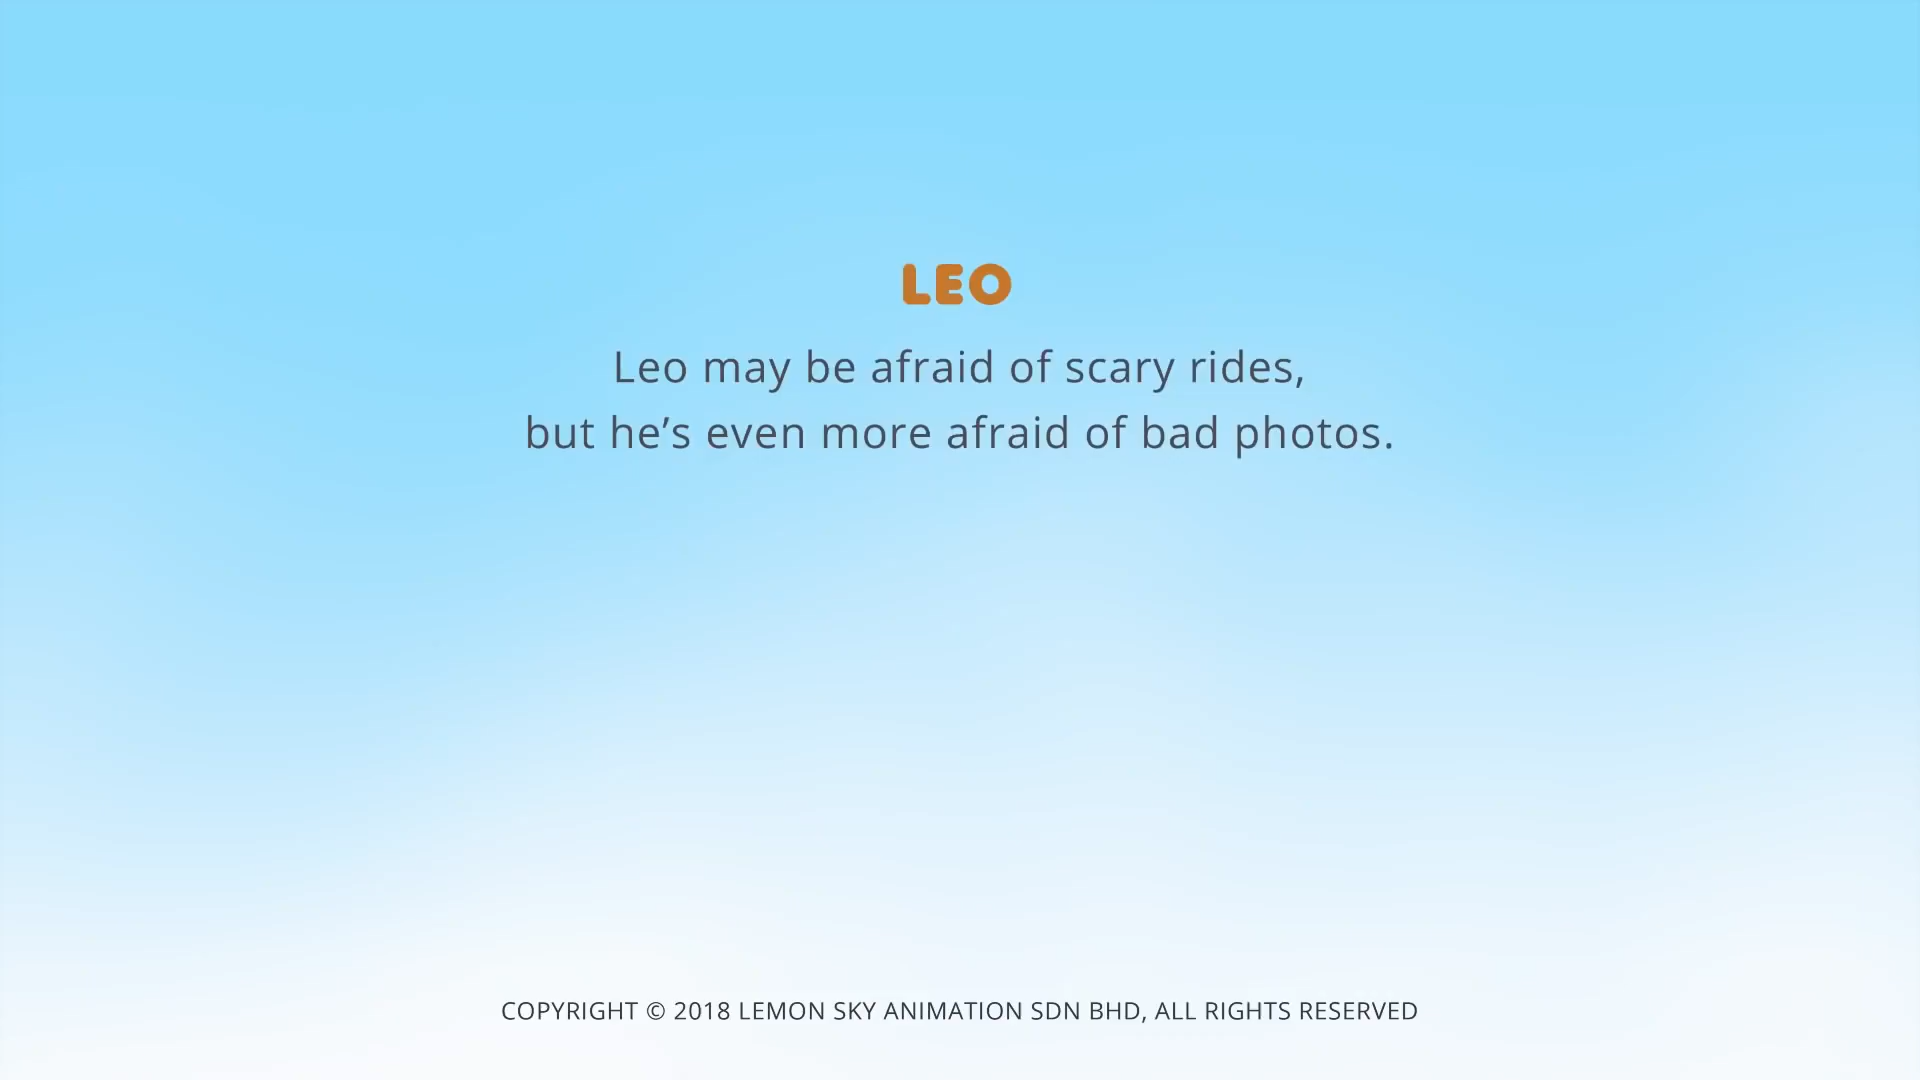 LEO
Leo may be afraid of scary rides,
but he’s even more afraid of bad photos.
COPYRIGHT © 2018 LEMON SKY ANIMATION SDN BHD, ALL RIGHTS RESERVED